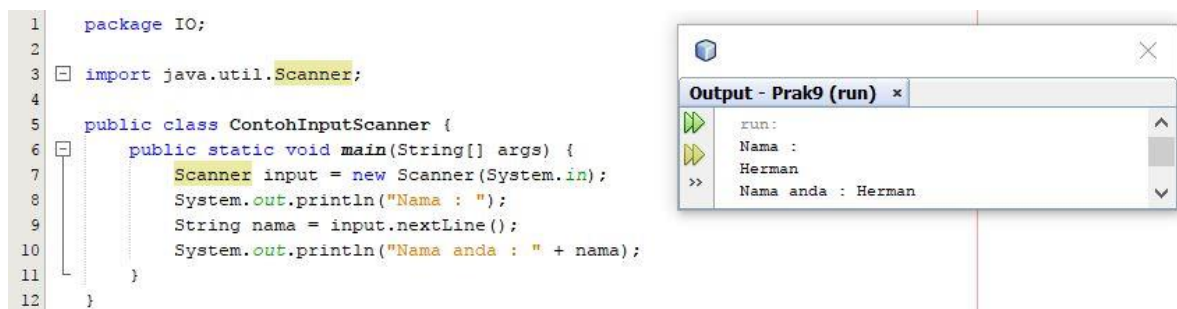 1 package IO;
2
3 import java.util.Scanner;
4
5 public class ContohInputScanner {
6 public static void main(String[] args) {
7 Scanner input = new Scanner(System.in);
8 System.out.println("Nama : ");
9 String nama = input.nextLine();
10 System.out.println("Nama anda : " + nama);
11 }
12 }
Output - Prak9 (run) ×
run:
Nama :
Herman
Nama anda : Herman